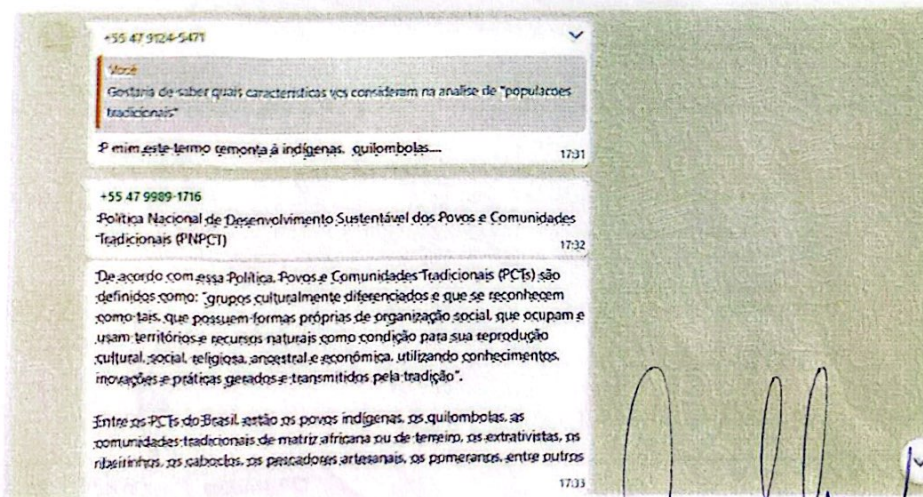 +55 47 9124-5471
Você
Gostaria de saber quais características vcs consideram na analise de "populacoes
tradicionais"
P mim este termo remonta à indígenas, quilombolas....
17:31
+55 47 9989-1716
Política Nacional de Desenvolvimento Sustentável dos Povos e Comunidades
Tradicionais (PNPCT)
17:32
De acordo com essa Política, Povos e Comunidades Tradicionais (PCTs) são
definidos como: "grupos culturalmente diferenciados e que se reconhecem
como tais, que possuem formas próprias de organização social, que ocupam e
usam territórios e recursos naturais como condição para sua reprodução
cultural, social, religiosa, ancestral e econômica, utilizando conhecimentos,
inovações e práticas gerados e transmitidos pela tradição".
Entre os PCTs do Brasil, estão os povos indígenas, os quilombolas, as
comunidades tradicionais de matriz africana ou de terreiro, os extrativistas, os
ribeirinhos, os caboclos, os pescadores artesanais, os pomeranos, entre outros
17:33